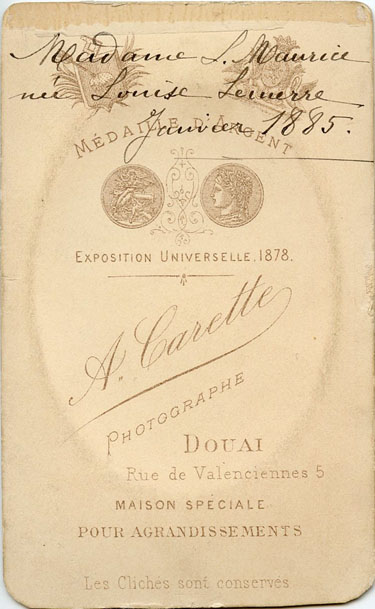 Madame L. Maurice
née Louise Lemerre
Janvier 1885.
MÉDAILLE D'ARGENT
EXPOSITION UNIVERSELLE, 1878.
A. Carette
PHOTOGRAPHE
DOUAI
Rue de Valenciennes 5
MAISON SPÉCIALE
POUR AGRANDISSEMENTS
Les Clichés sont conservés